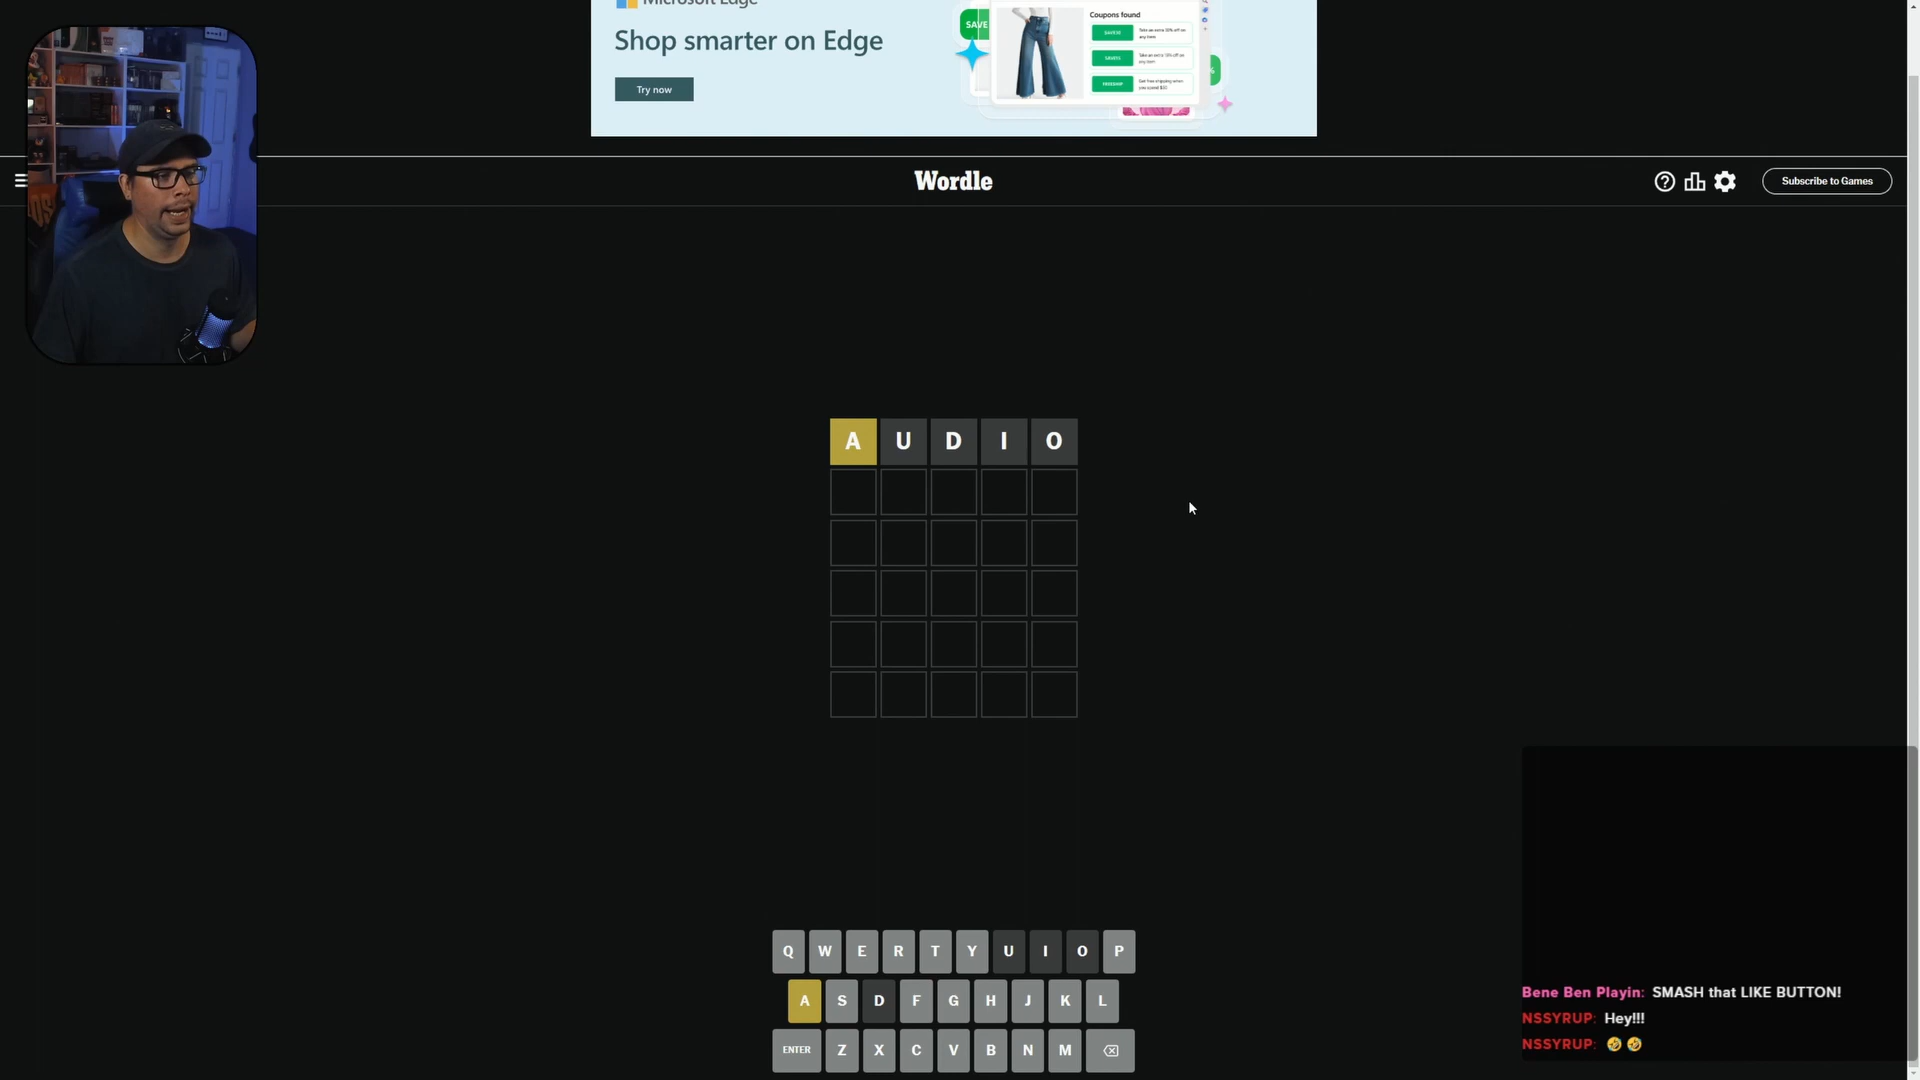 Microsoft Edge
Shop smarter on Edge
Try now
SAVE
Coupons found
Wordle
Subscribe to Games
A U D I O
Q W E R T Y U I O P
A S D F G H J K L
ENTER Z X C V B N M
Bene Ben Playin: SMASH that LIKE BUTTON!
NSSYRUP: Hey!!!
NSSYRUP: 🤣 🤣